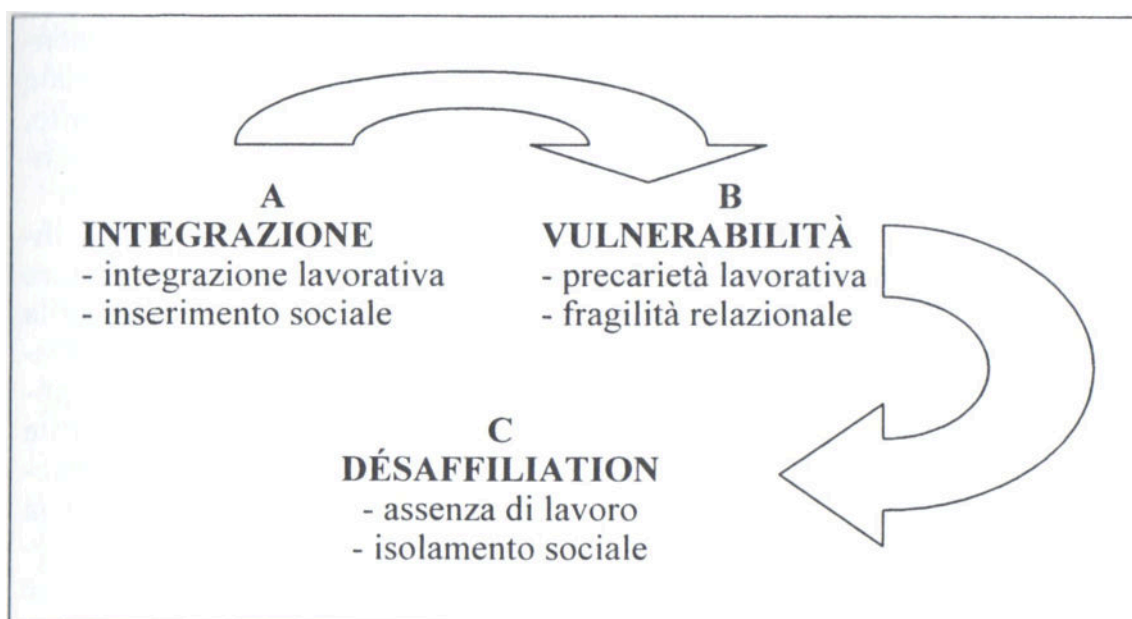 A
INTEGRAZIONE
- integrazione lavorativa
- inserimento sociale
B
VULNERABILITÀ
- precarietà lavorativa
- fragilità relazionale
C
DÉSAFFILIATION
- assenza di lavoro
- isolamento sociale